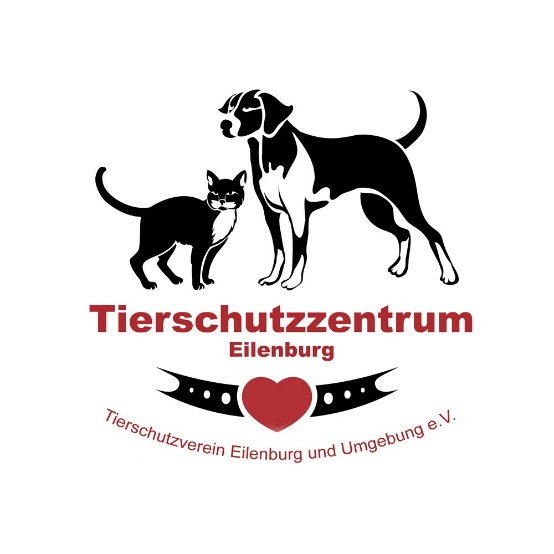 Tierschutzzentrum
Eilenburg
Tierschutzverein Eilenburg und Umgebung e.V.